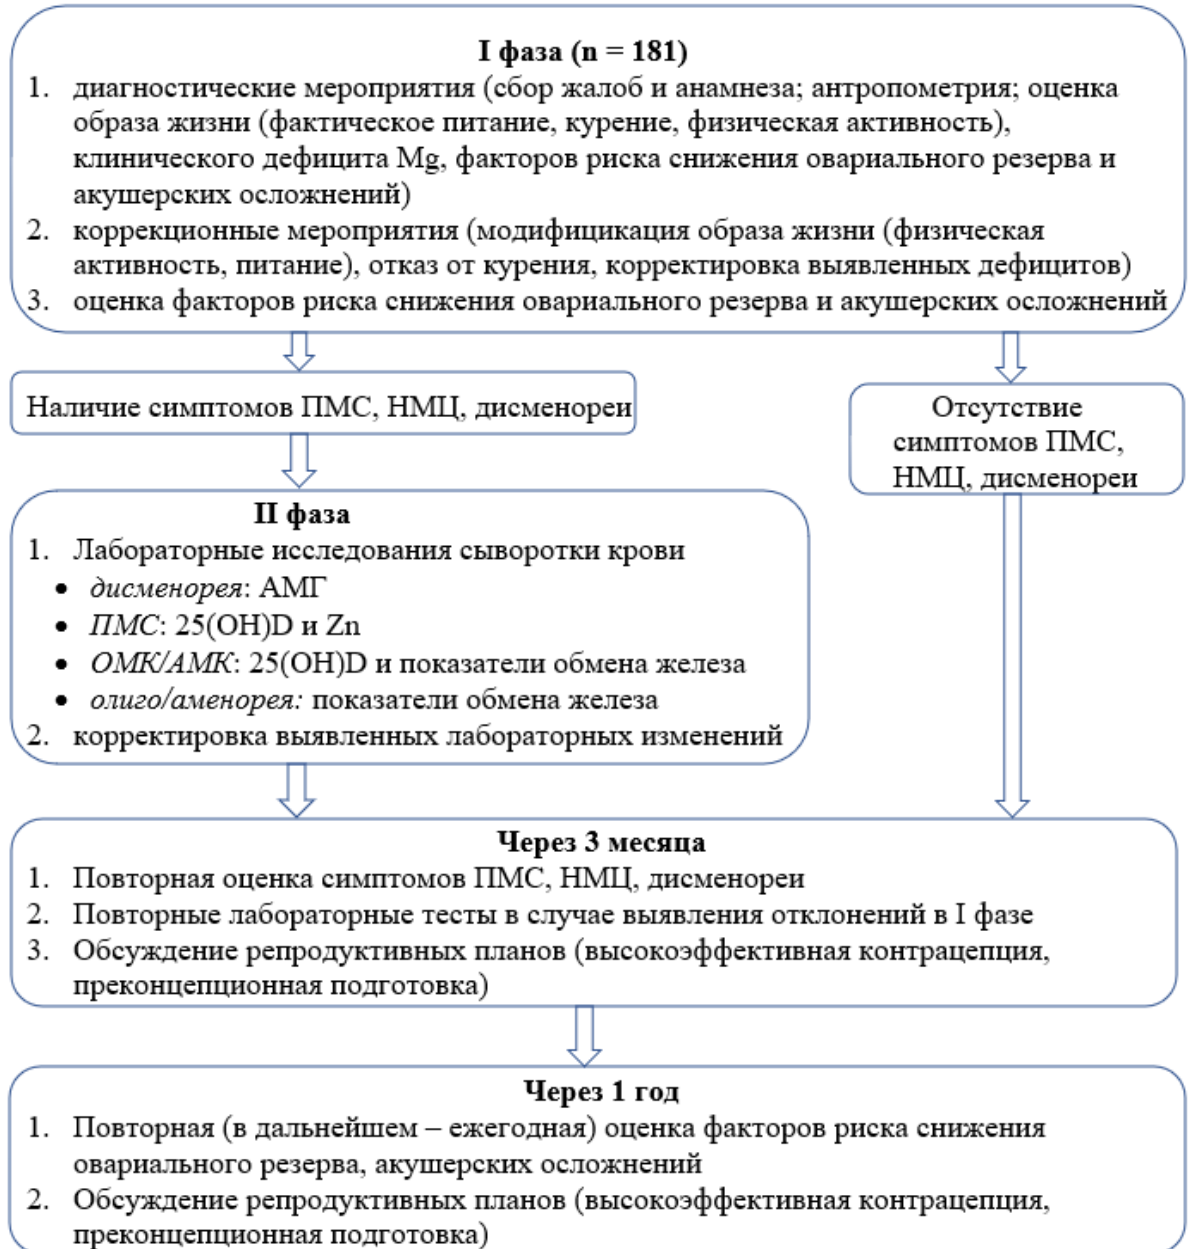 I фаза (n = 181)
1. диагностические мероприятия (сбор жалоб и анамнеза; антропометрия; оценка
образа жизни (фактическое питание, курение, физическая активность),
клинического дефицита Mg, факторов риска снижения овариального резерва и
акушерских осложнений)
2. коррекционные мероприятия (модифицикация образа жизни (физическая
активность, питание), отказ от курения, корректировка выявленных дефицитов)
3. оценка факторов риска снижения овариального резерва и акушерских осложнений
Наличие симптомов ПМС, НМЦ, дисменореи
Отсутствие
симптомов ПМС,
НМЦ, дисменореи
II фаза
1. Лабораторные исследования сыворотки крови
• дисменорея: АМГ
• ПМС: 25(OH)D и Zn
• ОМК/АМК: 25(OH)D и показатели обмена железа
• олиго/аменорея: показатели обмена железа
2. корректировка выявленных лабораторных изменений
Через 3 месяца
1. Повторная оценка симптомов ПМС, НМЦ, дисменореи
2. Повторные лабораторные тесты в случае выявления отклонений в I фазе
3. Обсуждение репродуктивных планов (высокоэффективная контрацепция,
преконцепционная подготовка)
Через 1 год
1. Повторная (в дальнейшем – ежегодная) оценка факторов риска снижения
овариального резерва, акушерских осложнений
2. Обсуждение репродуктивных планов (высокоэффективная контрацепция,
преконцепционная подготовка)